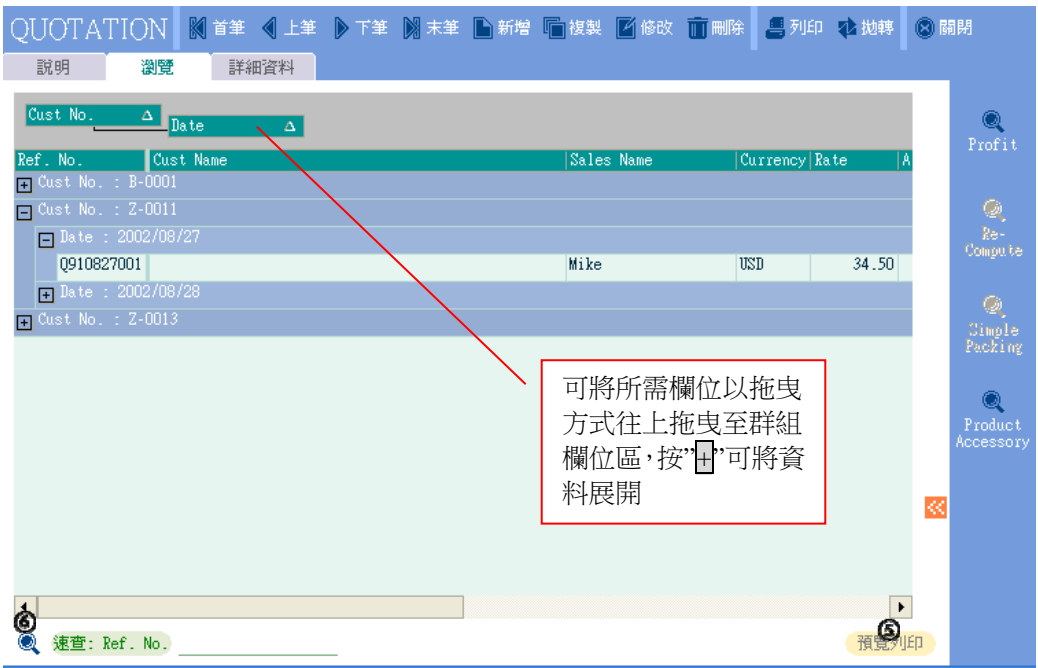 QUOTATION 首筆 上筆 下筆 末筆 新增 複製 修改 刪除 列印 拋轉 關閉
說明 瀏覽 詳細資料
Cust No.
Date
Profit
Ref. No. Cust Name Sales Name Currency Rate A
+ Cust No. : B-0001
- Cust No. : Z-0011
Re-
Compute
- Date : 2002/08/27
Q910827001 Mike USD 34.50
+ Date : 2002/08/28
+ Cust No. : Z-0013
Simple
Packing
可將所需欄位以拖曳
方式往上拖曳至群組
欄位區，按”+”可將資
料展開
Product
Accessory
⑥
⑤
速查: Ref. No.
預覽列印